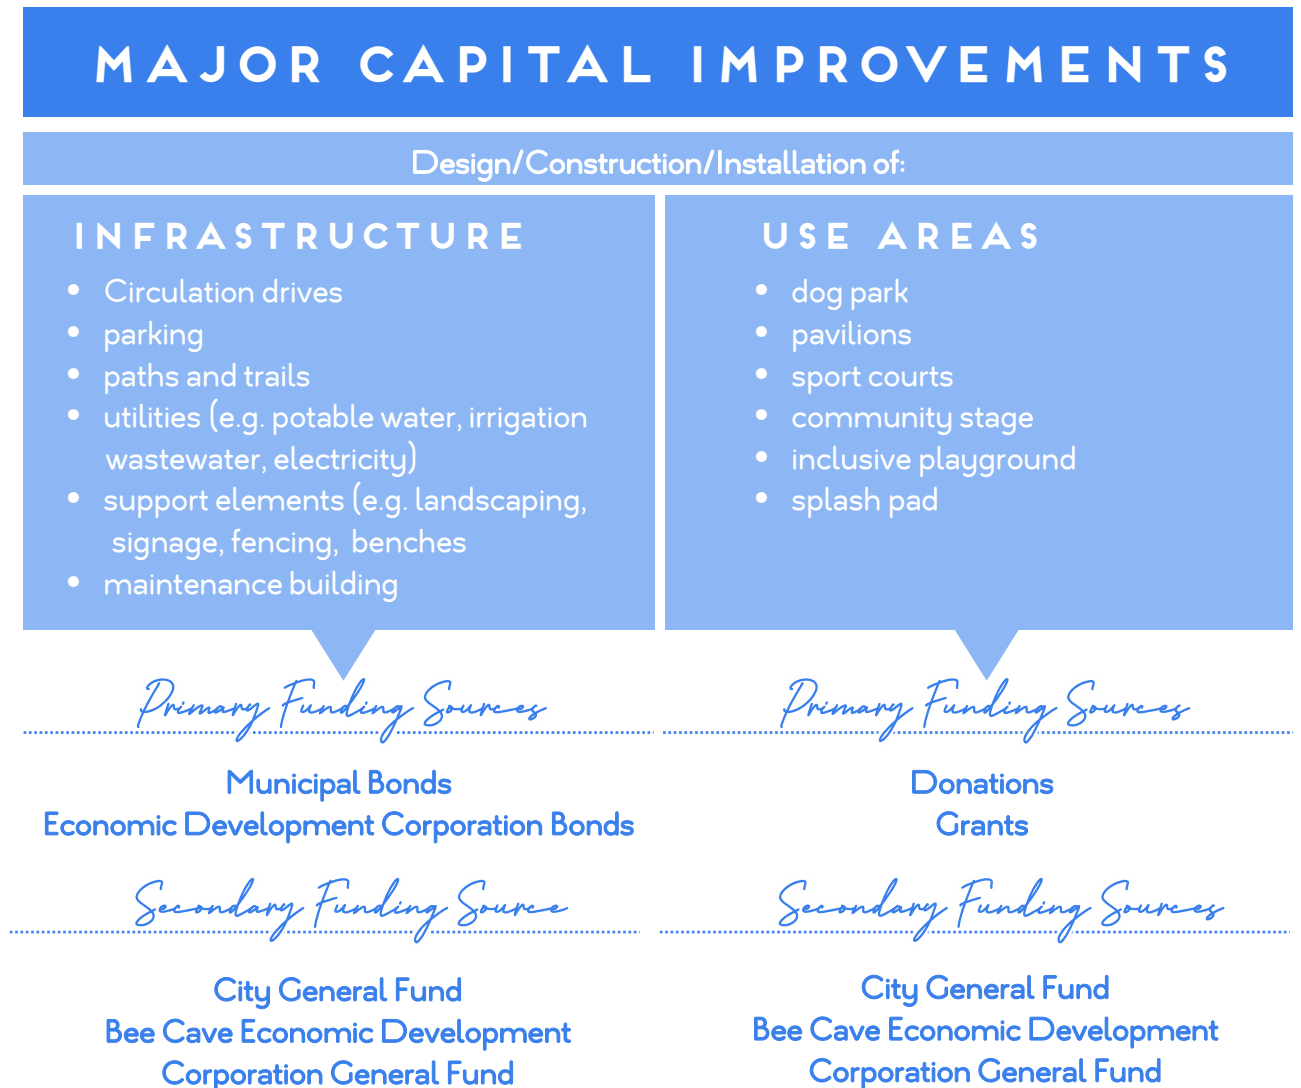 MAJOR CAPITAL IMPROVEMENTS
Design/Construction/Installation of:
INFRASTRUCTURE
• Circulation drives
• parking
• paths and trails
• utilities (e.g. potable water, irrigation
wastewater, electricity)
• support elements (e.g. landscaping,
signage, fencing, benches
• maintenance building
Primary Funding Sources
Municipal Bonds
Economic Development Corporation Bonds
Secondary Funding Source
City General Fund
Bee Cave Economic Development
Corporation General Fund
USE AREAS
• dog park
• pavilions
• sport courts
• community stage
• inclusive playground
• splash pad
Primary Funding Sources
Donations
Grants
Secondary Funding Sources
City General Fund
Bee Cave Economic Development
Corporation General Fund